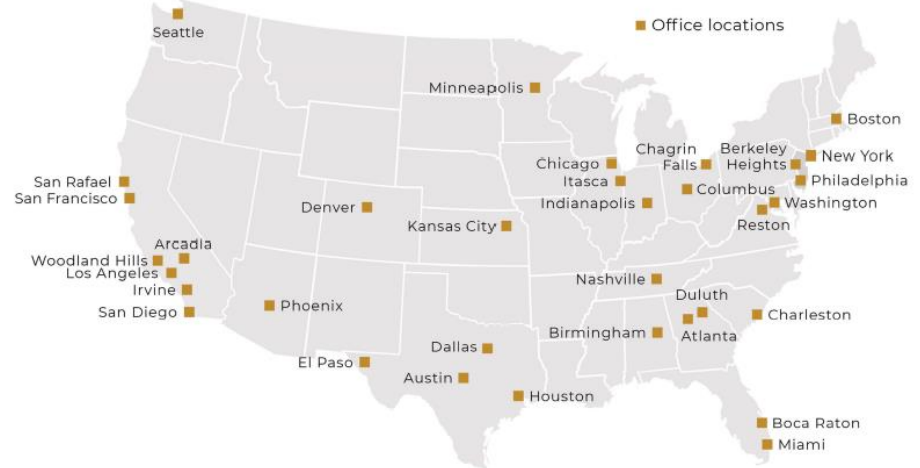 Office locations
Seattle
Minneapolis
Boston
Chagrin
Falls
Berkeley
Heights
New York
Chicago
Itasca
Philadelphia
San Rafael
San Francisco
Columbus
Washington
Denver
Indianapolis
Reston
Kansas City
Arcadia
Woodland Hills
Los Angeles
Nashville
Irvine
Duluth
San Diego
Phoenix
Charleston
Birmingham
Atlanta
Dallas
El Paso
Austin
Houston
Boca Raton
Miami